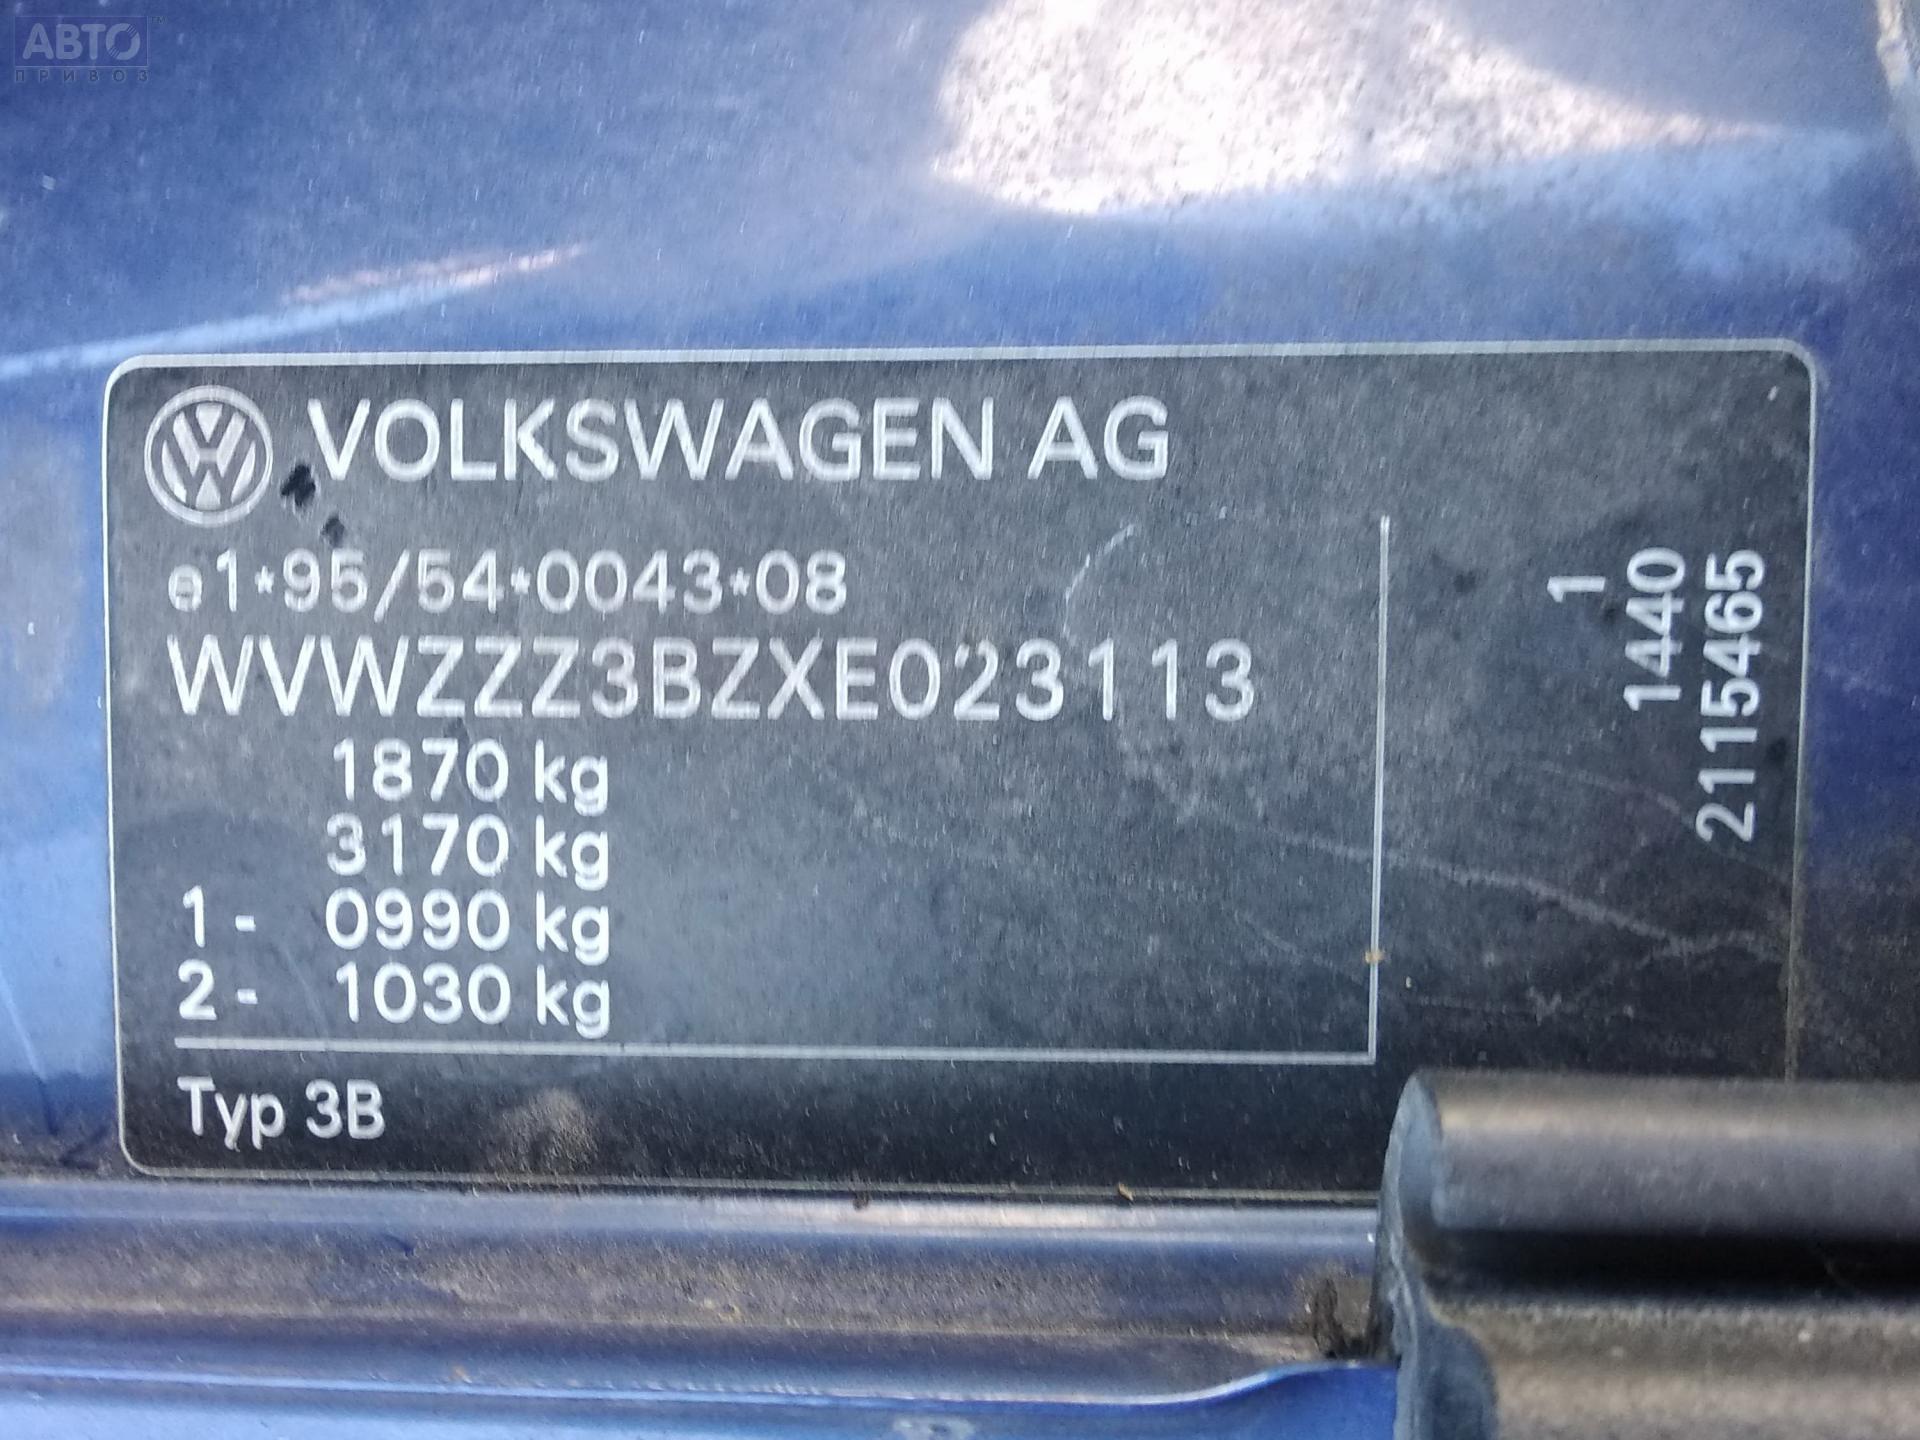 АВТО™
ПРИВОЗ
VOLKSWAGEN AG
e1*95/54*0043*08
WVWZZZ3BZXE023113
1870 kg
3170 kg
1- 0990 kg
2- 1030 kg
Typ 3B
1
1440
2115465